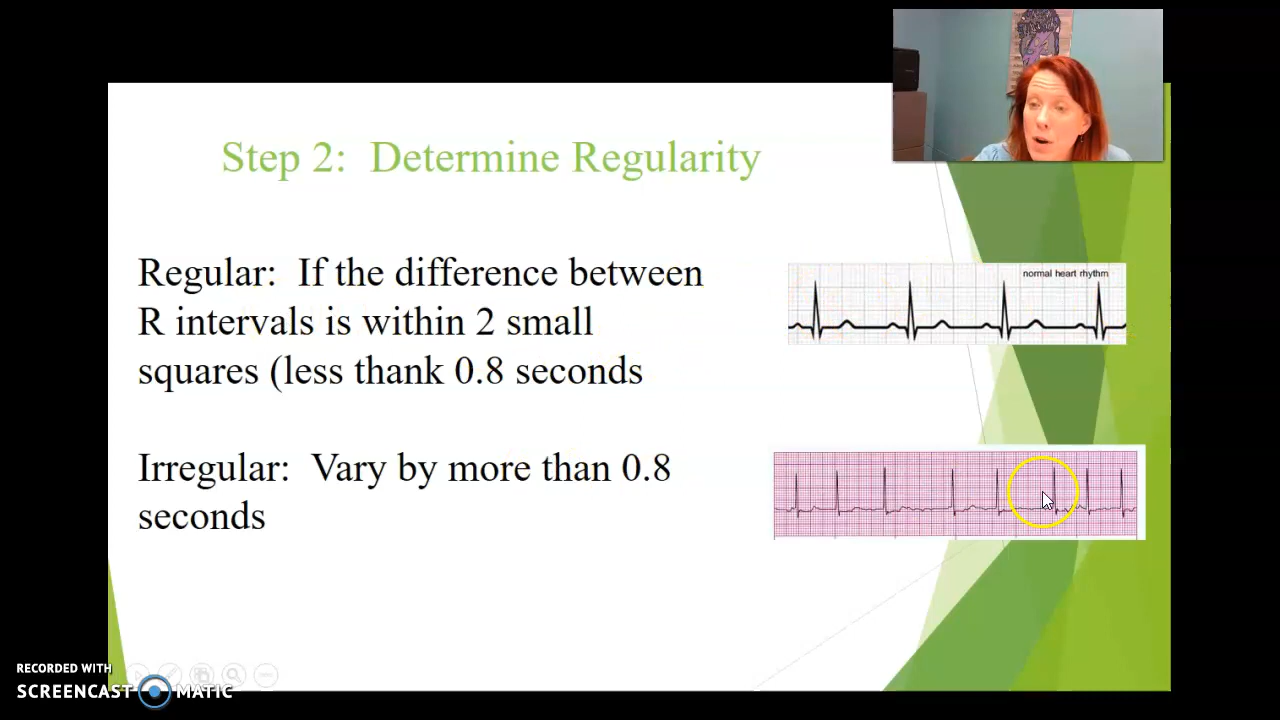 Step 2: Determine Regularity
Regular: If the difference between
R intervals is within 2 small
squares (less thank 0.8 seconds
normal heart rhythm
Irregular: Vary by more than 0.8
seconds
RECORDED WITH
SCREENCAST MATIC